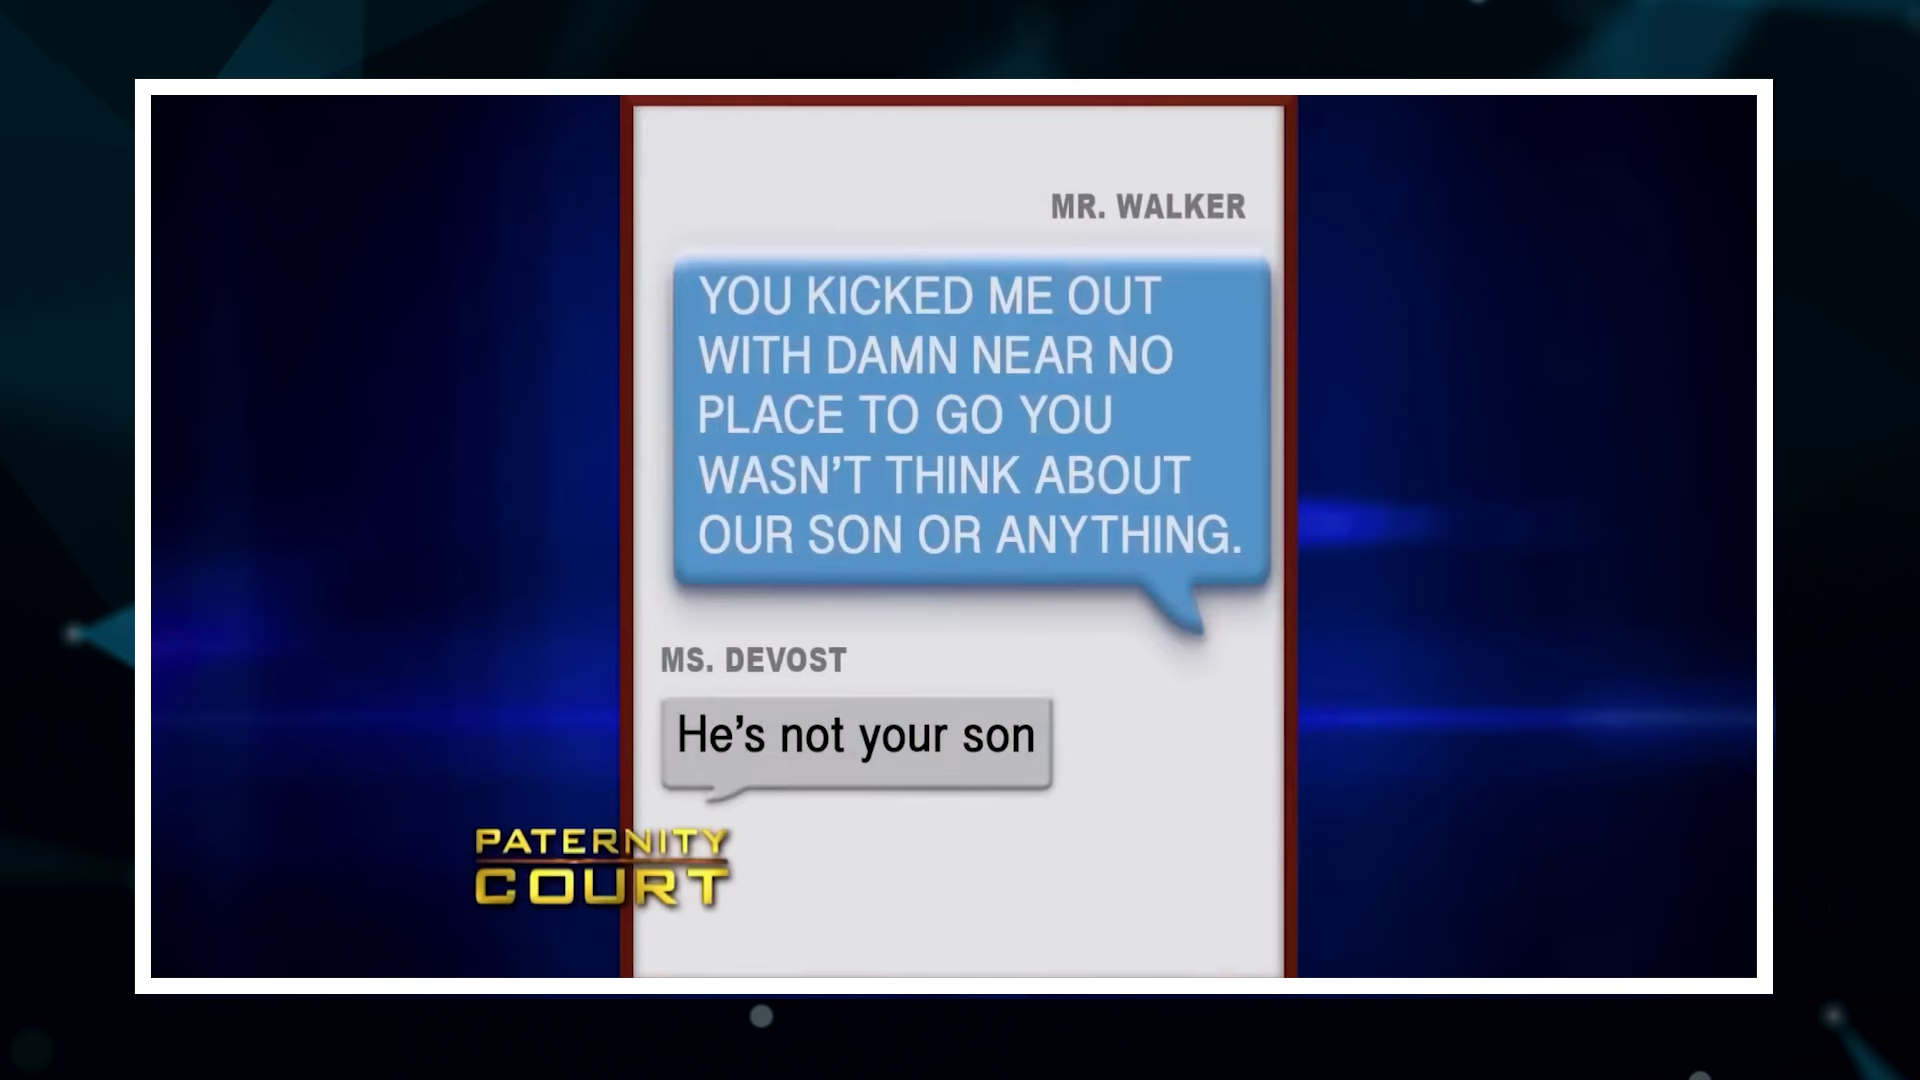 MR. WALKER
YOU KICKED ME OUT
WITH DAMN NEAR NO
PLACE TO GO YOU
WASN'T THINK ABOUT
OUR SON OR ANYTHING.
MS. DEVOST
He's not your son
PATERNITY
COURT